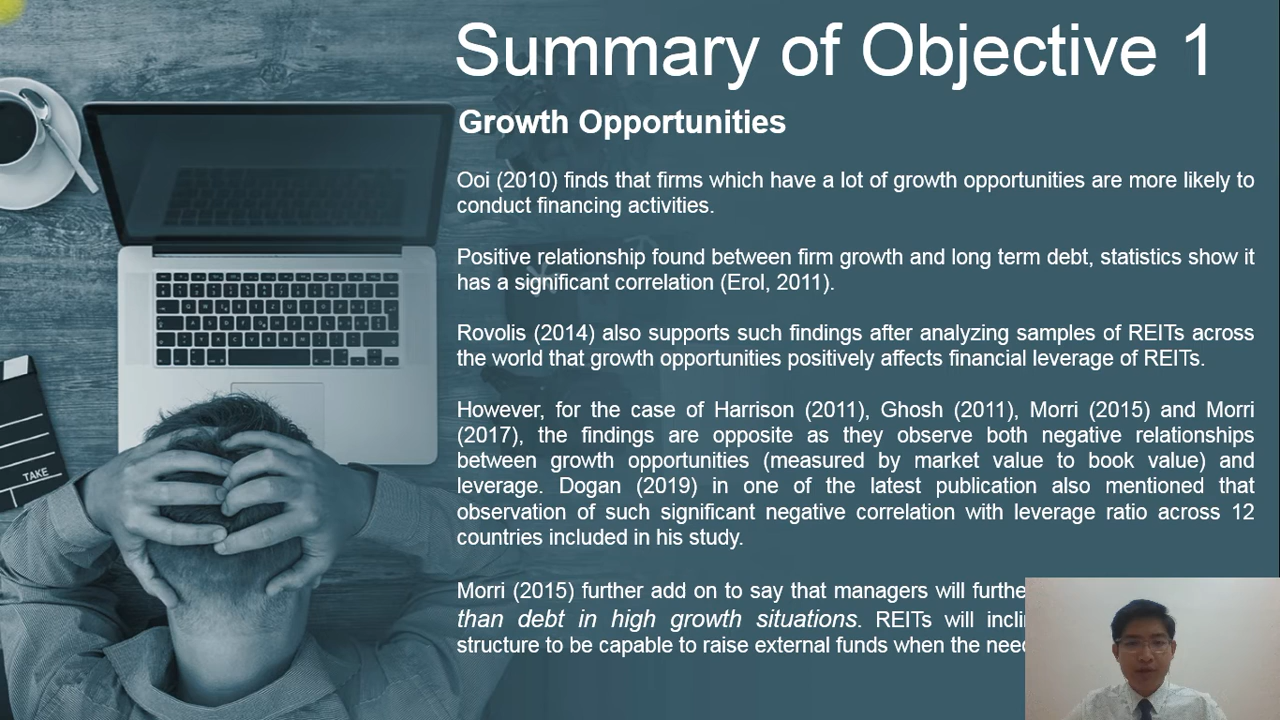 Summary of Objective 1
Growth Opportunities
Ooi (2010) finds that firms which have a lot of growth opportunities are more likely to
conduct financing activities.
Positive relationship found between firm growth and long term debt, statistics show it
has a significant correlation (Erol, 2011).
Rovolis (2014) also supports such findings after analyzing samples of REITs across
the world that growth opportunities positively affects financial leverage of REITs.
However, for the case of Harrison (2011), Ghosh (2011), Morri (2015) and Morri
(2017), the findings are opposite as they observe both negative relationships
between growth opportunities (measured by market value to book value) and
leverage. Dogan (2019) in one of the latest publication also mentioned that
observation of such significant negative correlation with leverage ratio across 12
countries included in his study.
Morri (2015) further add on to say that managers will
than debt in high growth situations. REITs will
structure to be capable to raise external funds when the
TAKE